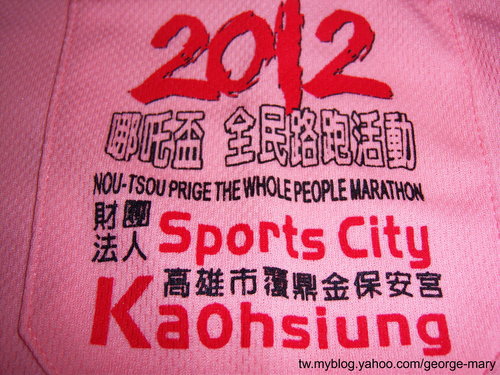 2012
哪吒盃 全民路跑活動
NOU-TSOU PRIGE THE WHOLE PEOPLE MARATHON
財團法人 Sports City
高雄市覆鼎金保安宮
Kaohsiung
tw.myblog.yahoo.com/george-mary